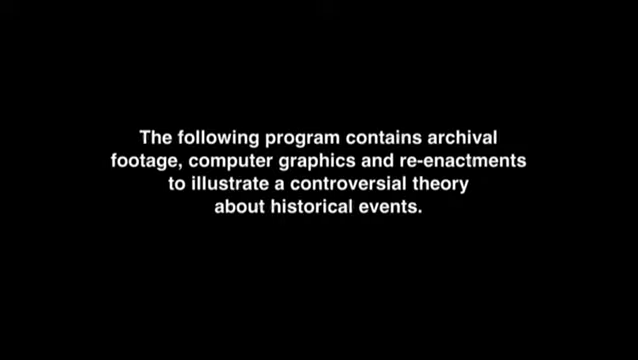 The following program contains archival
footage, computer graphics and re-enactments
to illustrate a controversial theory
about historical events.